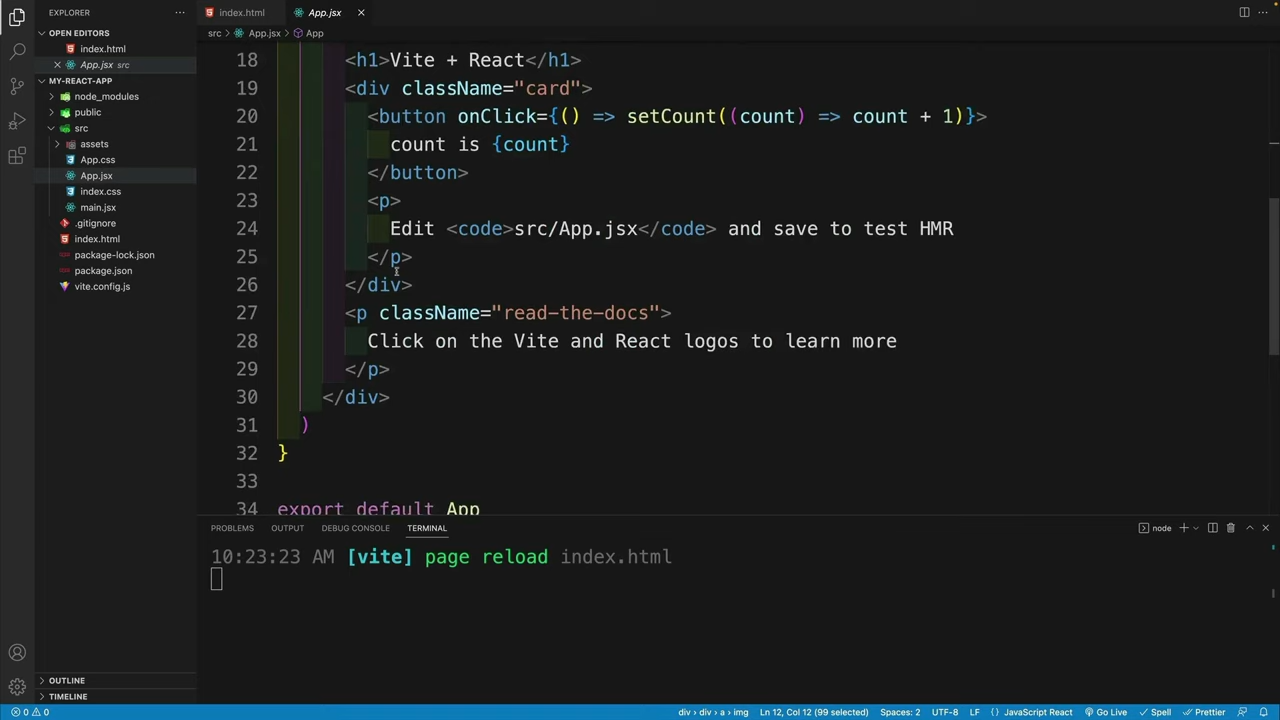 EXPLORER
OPEN EDITORS
index.html
App.jsx src
MY-REACT-APP
node_modules
public
src
assets
App.css
App.jsx
index.css
main.jsx
.gitignore
index.html
package-lock.json
package.json
vite.config.js
OUTLINE
TIMELINE
index.html
App.jsx
src > App.jsx > App
18 <h1>Vite + React</h1>
19 <div className="card">
20 <button onClick={() => setCount((count) => count + 1)}>
21 count is {count}
22 </button>
23 <p>
24 Edit <code>src/App.jsx</code> and save to test HMR
25 </p>
26 </div>
27 <p className="read-the-docs">
28 Click on the Vite and React logos to learn more
29 </p>
30 </div>
31 )
32 }
33
34 export default App
PROBLEMS OUTPUT DEBUG CONSOLE TERMINAL
node
10:23:23 AM [vite] page reload index.html
0 0
div > div > a > img Ln 12, Col 12 (99 selected) Spaces: 2 UTF-8 LF {} JavaScript React Go Live Spell Prettier